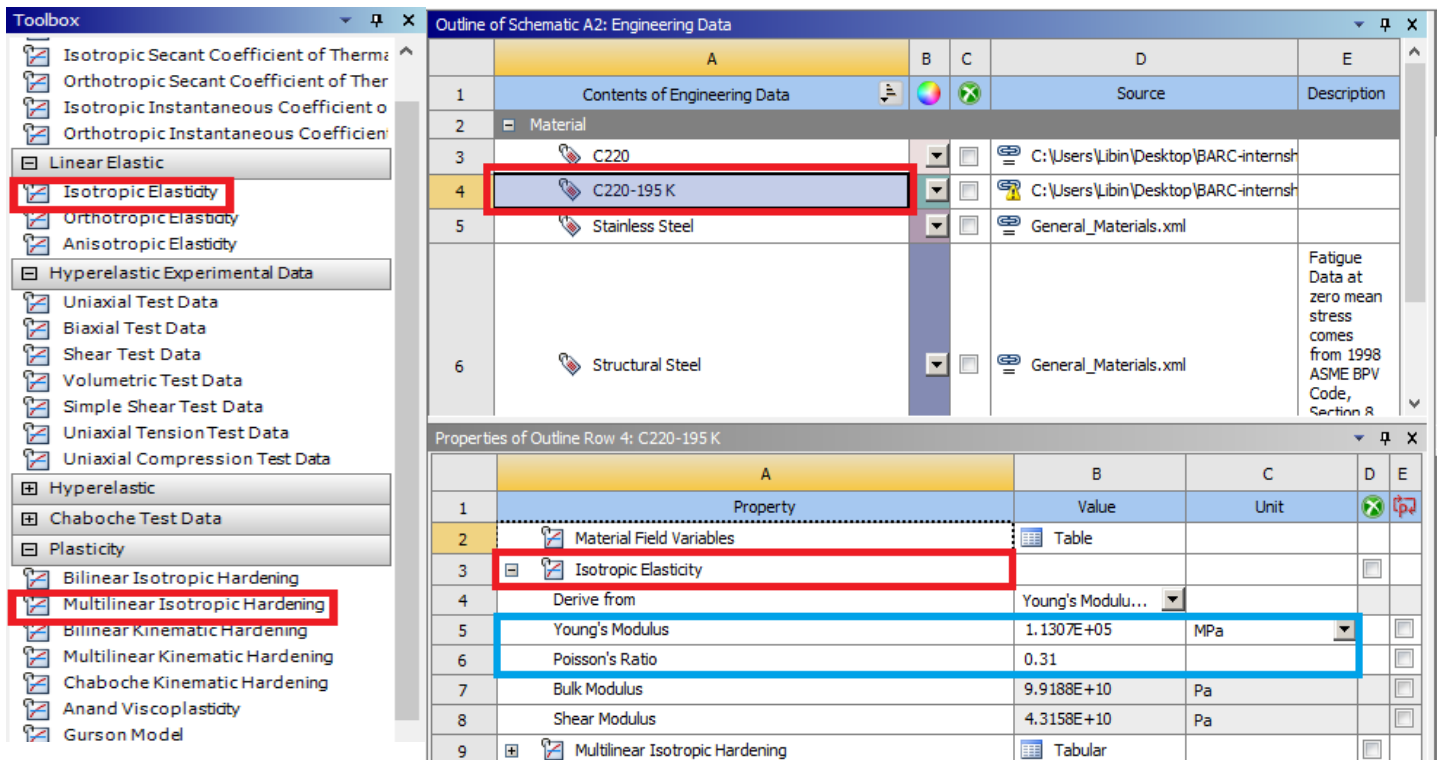 Toolbox
Isotropic Secant Coefficient of Therma
Orthotropic Secant Coefficient of Ther
Isotropic Instantaneous Coefficient o
Orthotropic Instantaneous Coefficient
Linear Elastic
Isotropic Elasticity
Orthotropic Elasticity
Anisotropic Elasticity
Hyperelastic Experimental Data
Uniaxial Test Data
Biaxial Test Data
Shear Test Data
Volumetric Test Data
Simple Shear Test Data
Uniaxial Tension Test Data
Uniaxial Compression Test Data
Hyperelastic
Chaboche Test Data
Plasticity
Bilinear Isotropic Hardening
Multilinear Isotropic Hardening
Bilinear Kinematic Hardening
Multilinear Kinematic Hardening
Chaboche Kinematic Hardening
Anand Viscoplasticity
Gurson Model
Outline of Schematic A2: Engineering Data
A B C D E
1 Contents of Engineering Data Source Description
2 Material
3 C220 C:\Users\Libin\Desktop\BARC-internsh
4 C220-195 K C:\Users\Libin\Desktop\BARC-internsh
5 Stainless Steel General_Materials.xml
6 Structural Steel General_Materials.xml
Fatigue
Data at
zero mean
stress
comes
from 1998
ASME BPV
Code,
Section 8
Properties of Outline Row 4: C220-195 K
A B C D E
1 Property Value Unit
2 Material Field Variables Table
3 Isotropic Elasticity
4 Derive from Young's Modulu...
5 Young's Modulus 1.1307E+05 MPa
6 Poisson's Ratio 0.31
7 Bulk Modulus 9.9188E+10 Pa
8 Shear Modulus 4.3158E+10 Pa
9 Multilinear Isotropic Hardening Tabular